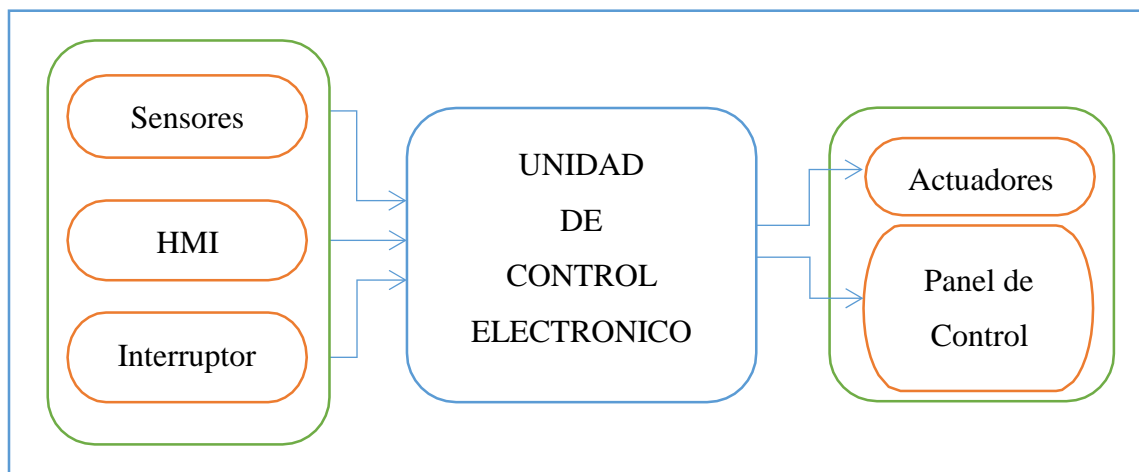 Sensores
HMI
Interruptor
UNIDAD
DE
CONTROL
ELECTRONICO
Actuadores
Panel de
Control